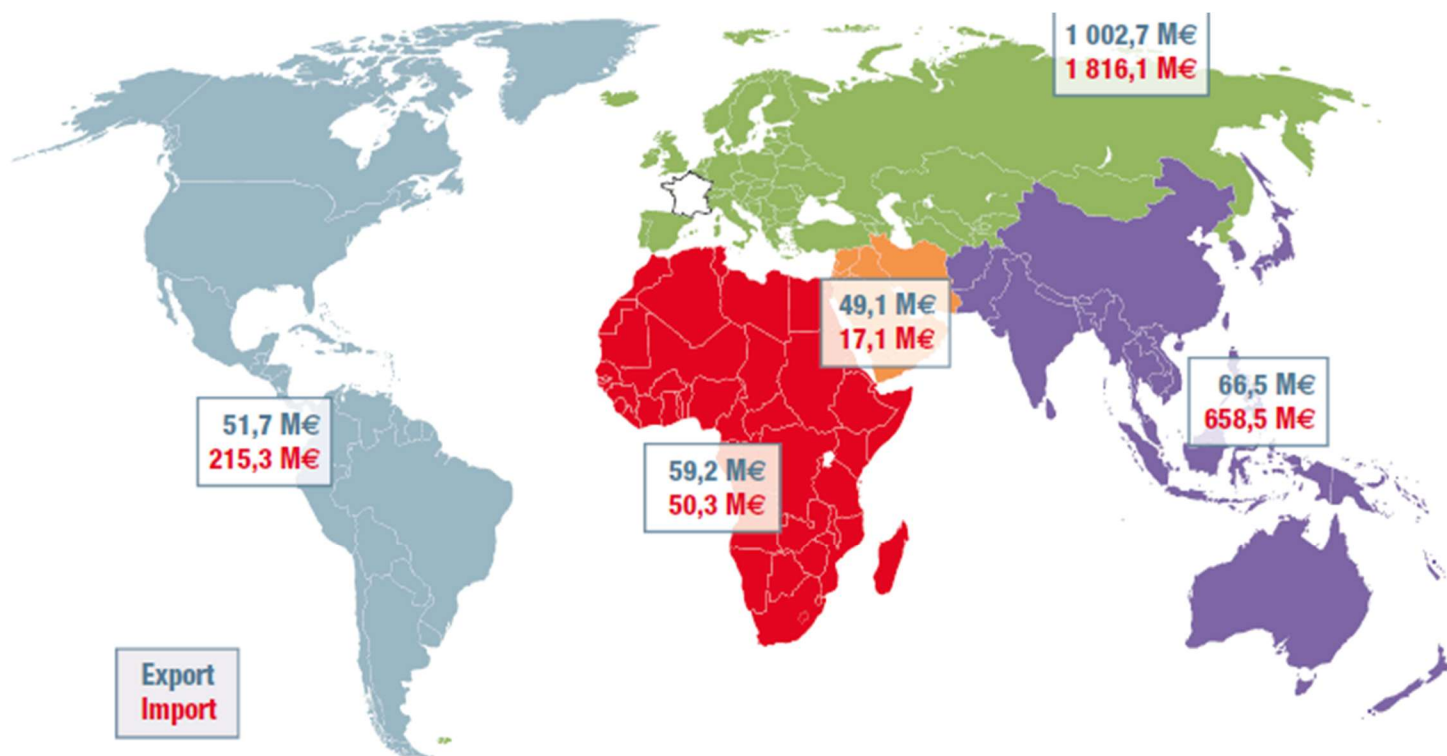 1 002,7 M€
1 816,1 M€
49,1 M€
17,1 M€
66,5 M€
658,5 M€
51,7 M€
215,3 M€
59,2 M€
50,3 M€
Export
Import